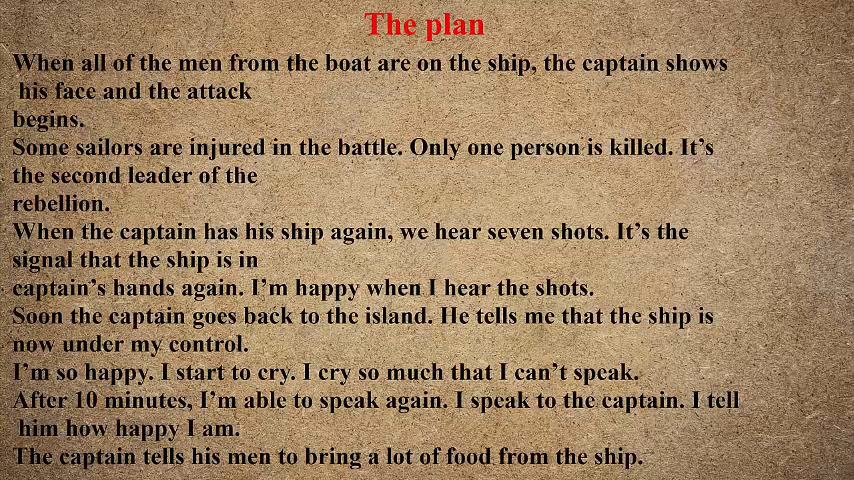 The plan
When all of the men from the boat are on the ship, the captain shows
his face and the attack
begins.
Some sailors are injured in the battle. Only one person is killed. It’s
the second leader of the
rebellion.
When the captain has his ship again, we hear seven shots. It’s the
signal that the ship is in
captain’s hands again. I’m happy when I hear the shots.
Soon the captain goes back to the island. He tells me that the ship is
now under my control.
I’m so happy. I start to cry. I cry so much that I can’t speak.
After 10 minutes, I’m able to speak again. I speak to the captain. I tell
him how happy I am.
The captain tells his men to bring a lot of food from the ship.